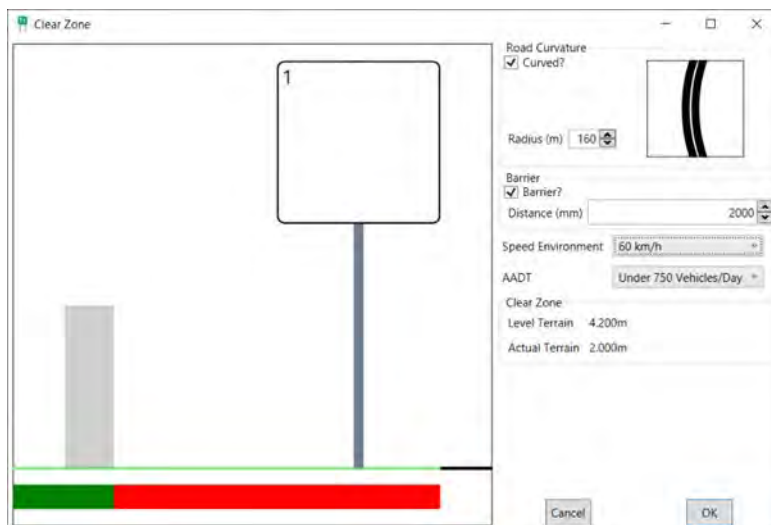 Clear Zone
1
Road Curvature
Curved?
Radius (m) 160
Barrier
Barrier?
Distance (mm) 2000
Speed Environment 60 km/h
AADT Under 750 Vehicles/Day
Clear Zone
Level Terrain 4.200m
Actual Terrain 2.000m
Cancel OK